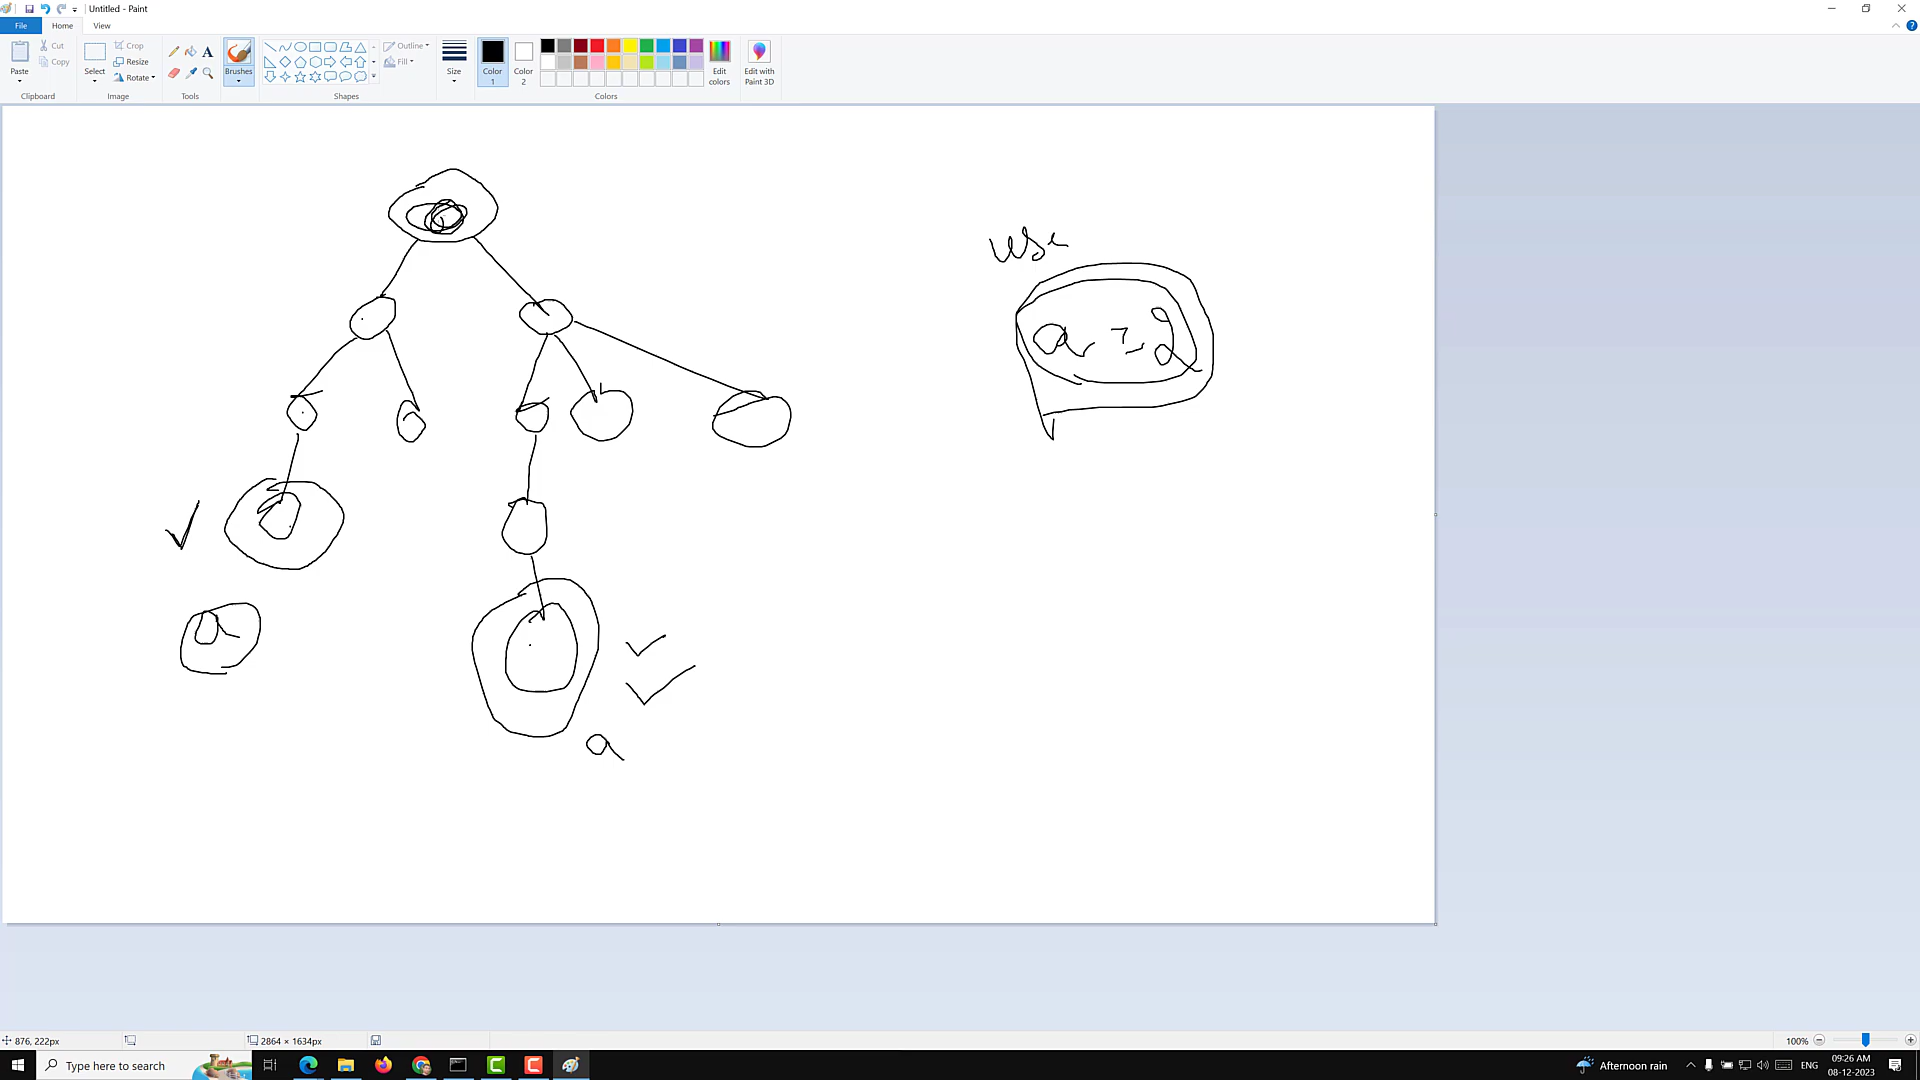 Untitled - Paint
File
Home
View
Paste
Cut
Copy
Clipboard
Select
Crop
Resize
Rotate
Image
A
Tools
Brushes
Outline
Fill
Shapes
Size
Color 1
Color 2
Edit colors
Edit with Paint 3D
Colors
use
a
a
876, 222px
2864 × 1634px
100%
Type here to search
Afternoon rain
ENG
09:26 AM
08-12-2023